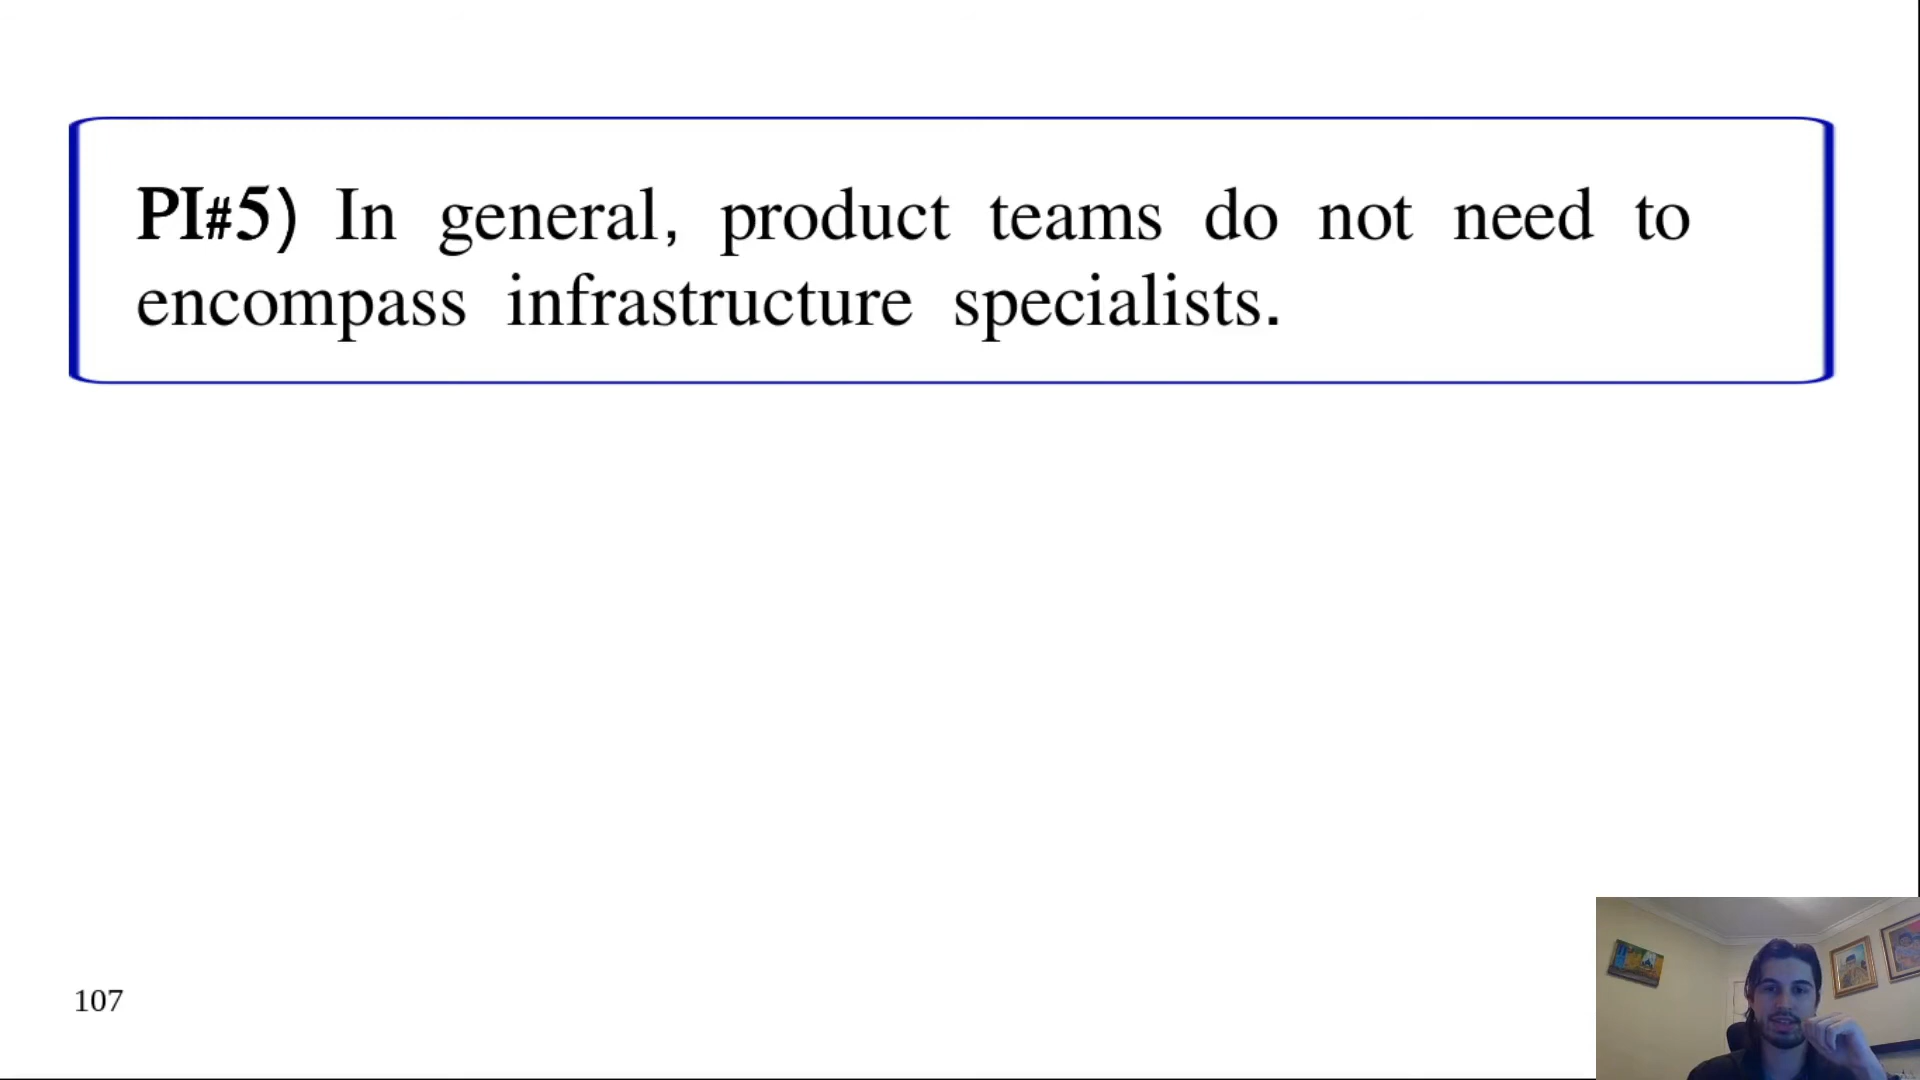 PI#5) In general, product teams do not need to
encompass infrastructure specialists.
107